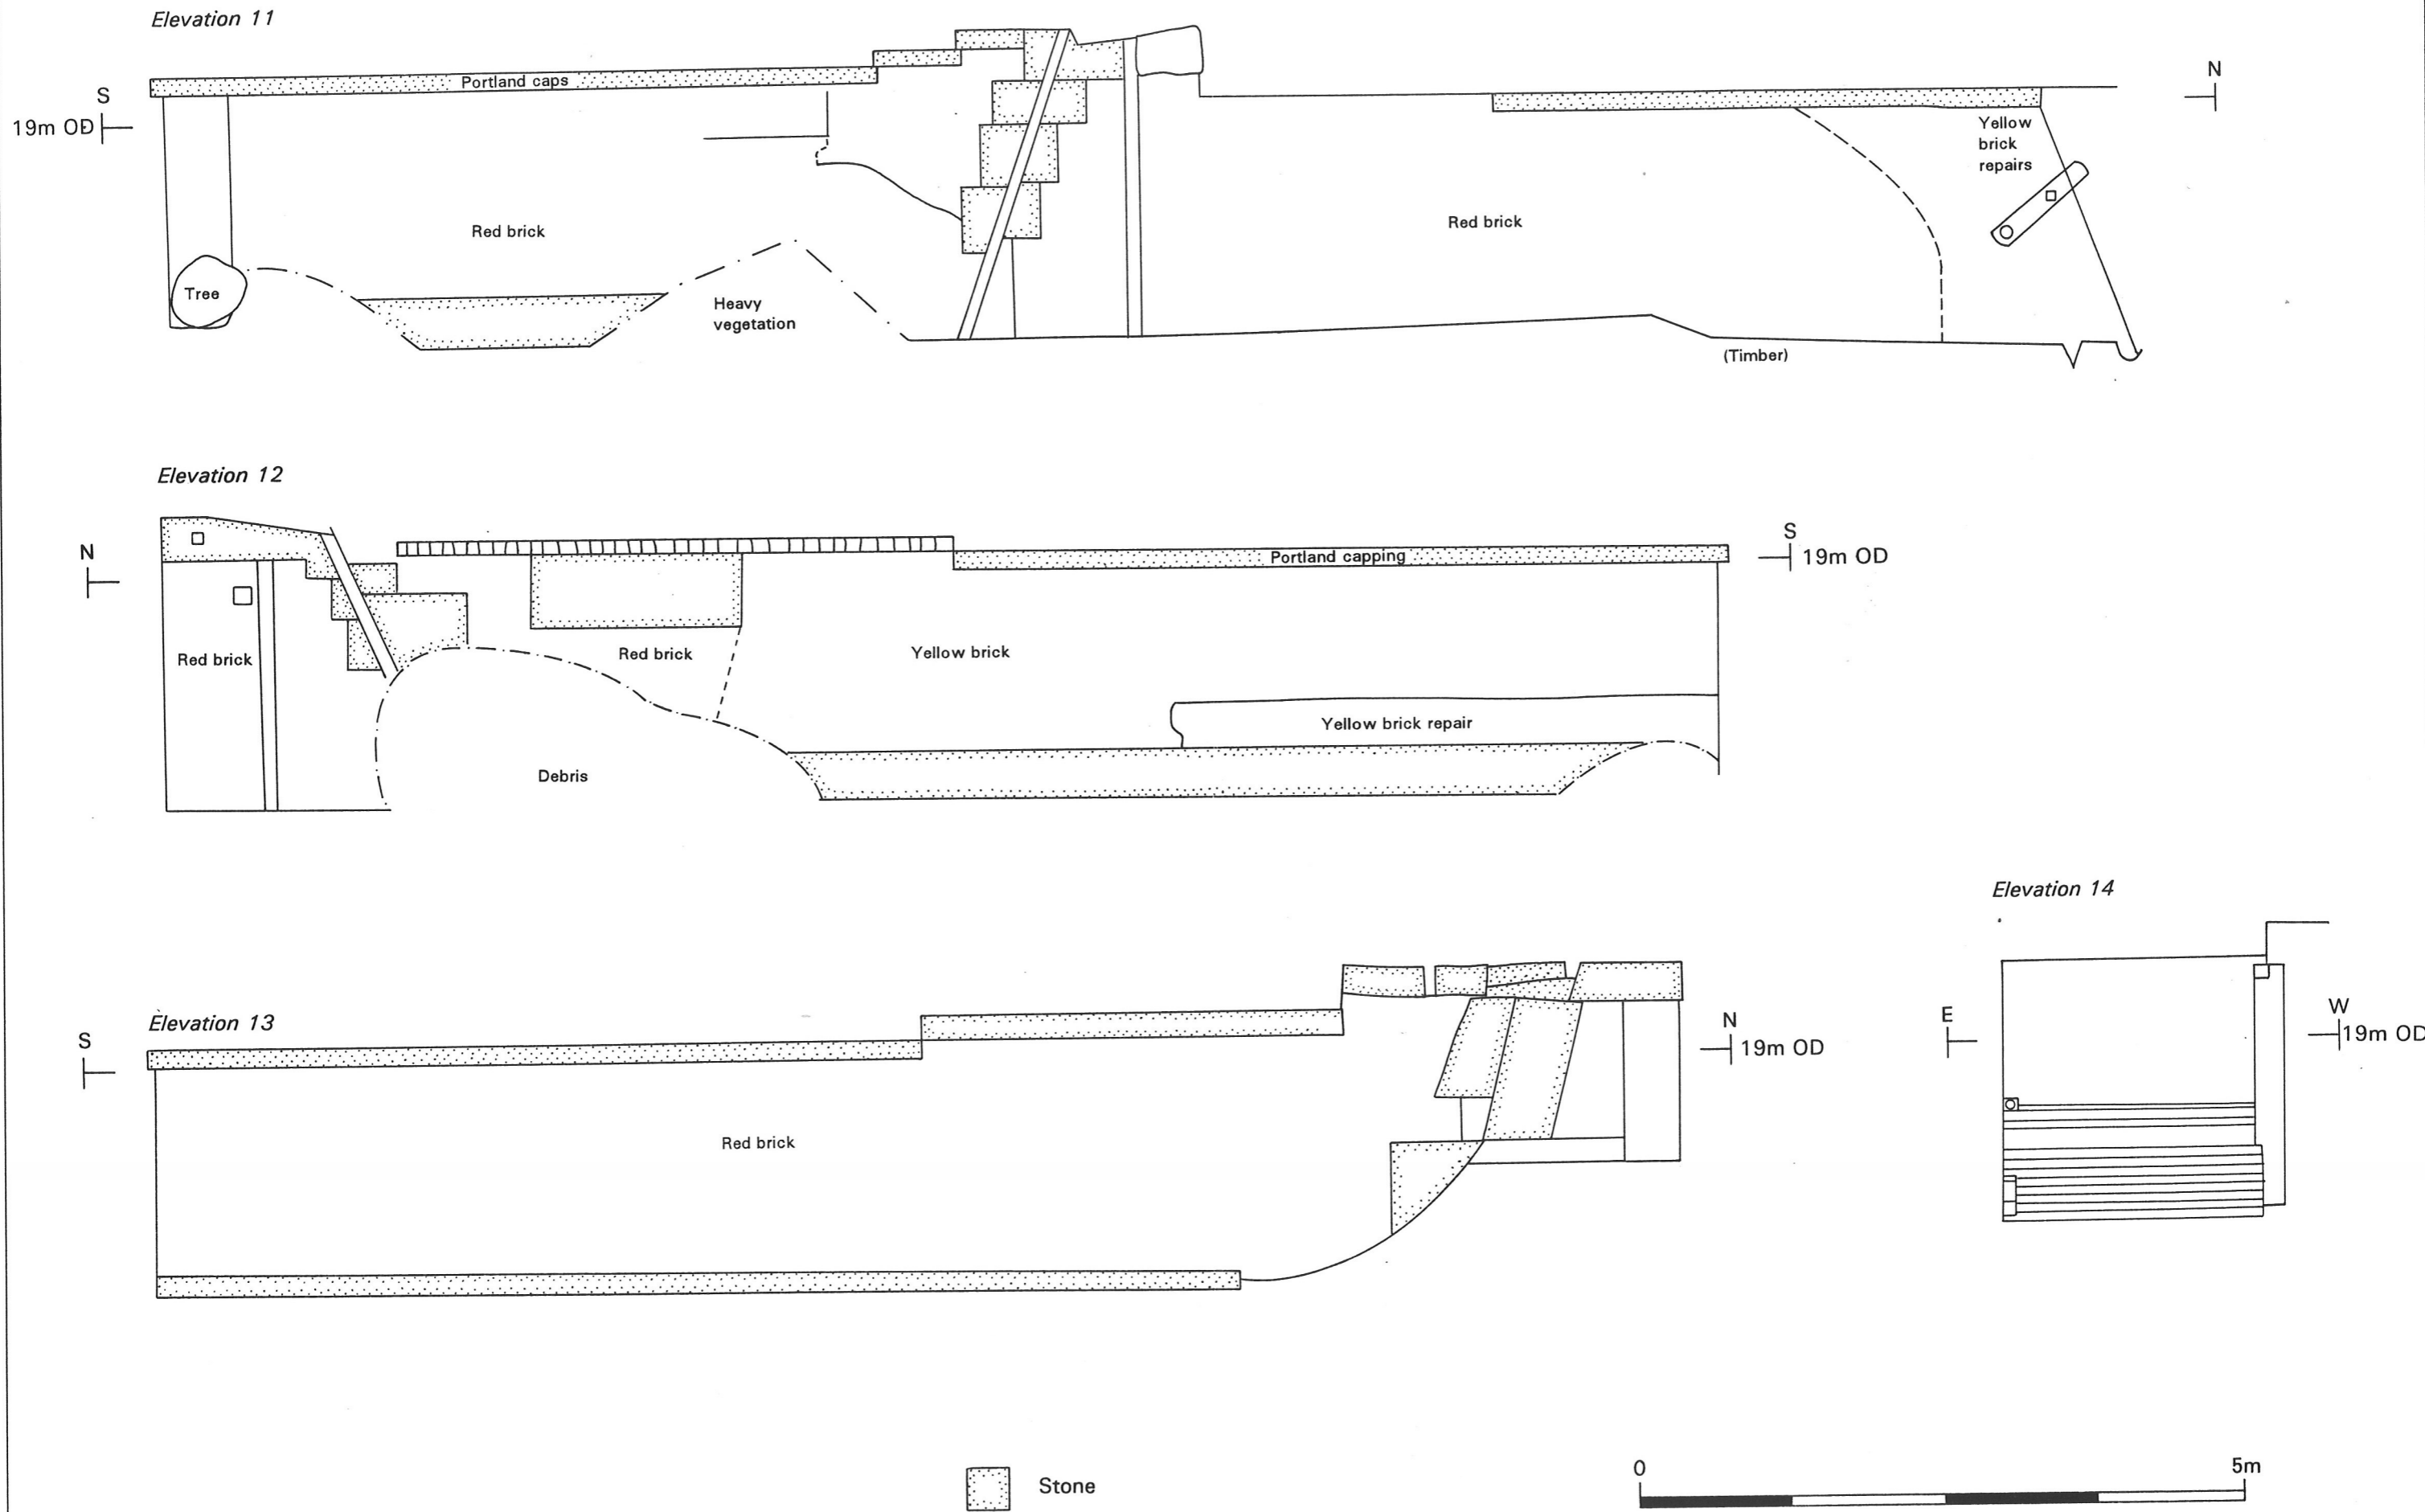 Elevation 11
Portland caps
S
N
19m OD
Yellow
brick
repairs
Red brick
Red brick
Tree
Heavy
vegetation
(Timber)
Elevation 12
N
S
19m OD
Portland capping
Red brick
Red brick
Yellow brick
Yellow brick repair
Debris
Elevation 14
Elevation 13
S
N
19m OD
E
W
19m OD
Red brick
Stone
0
5m